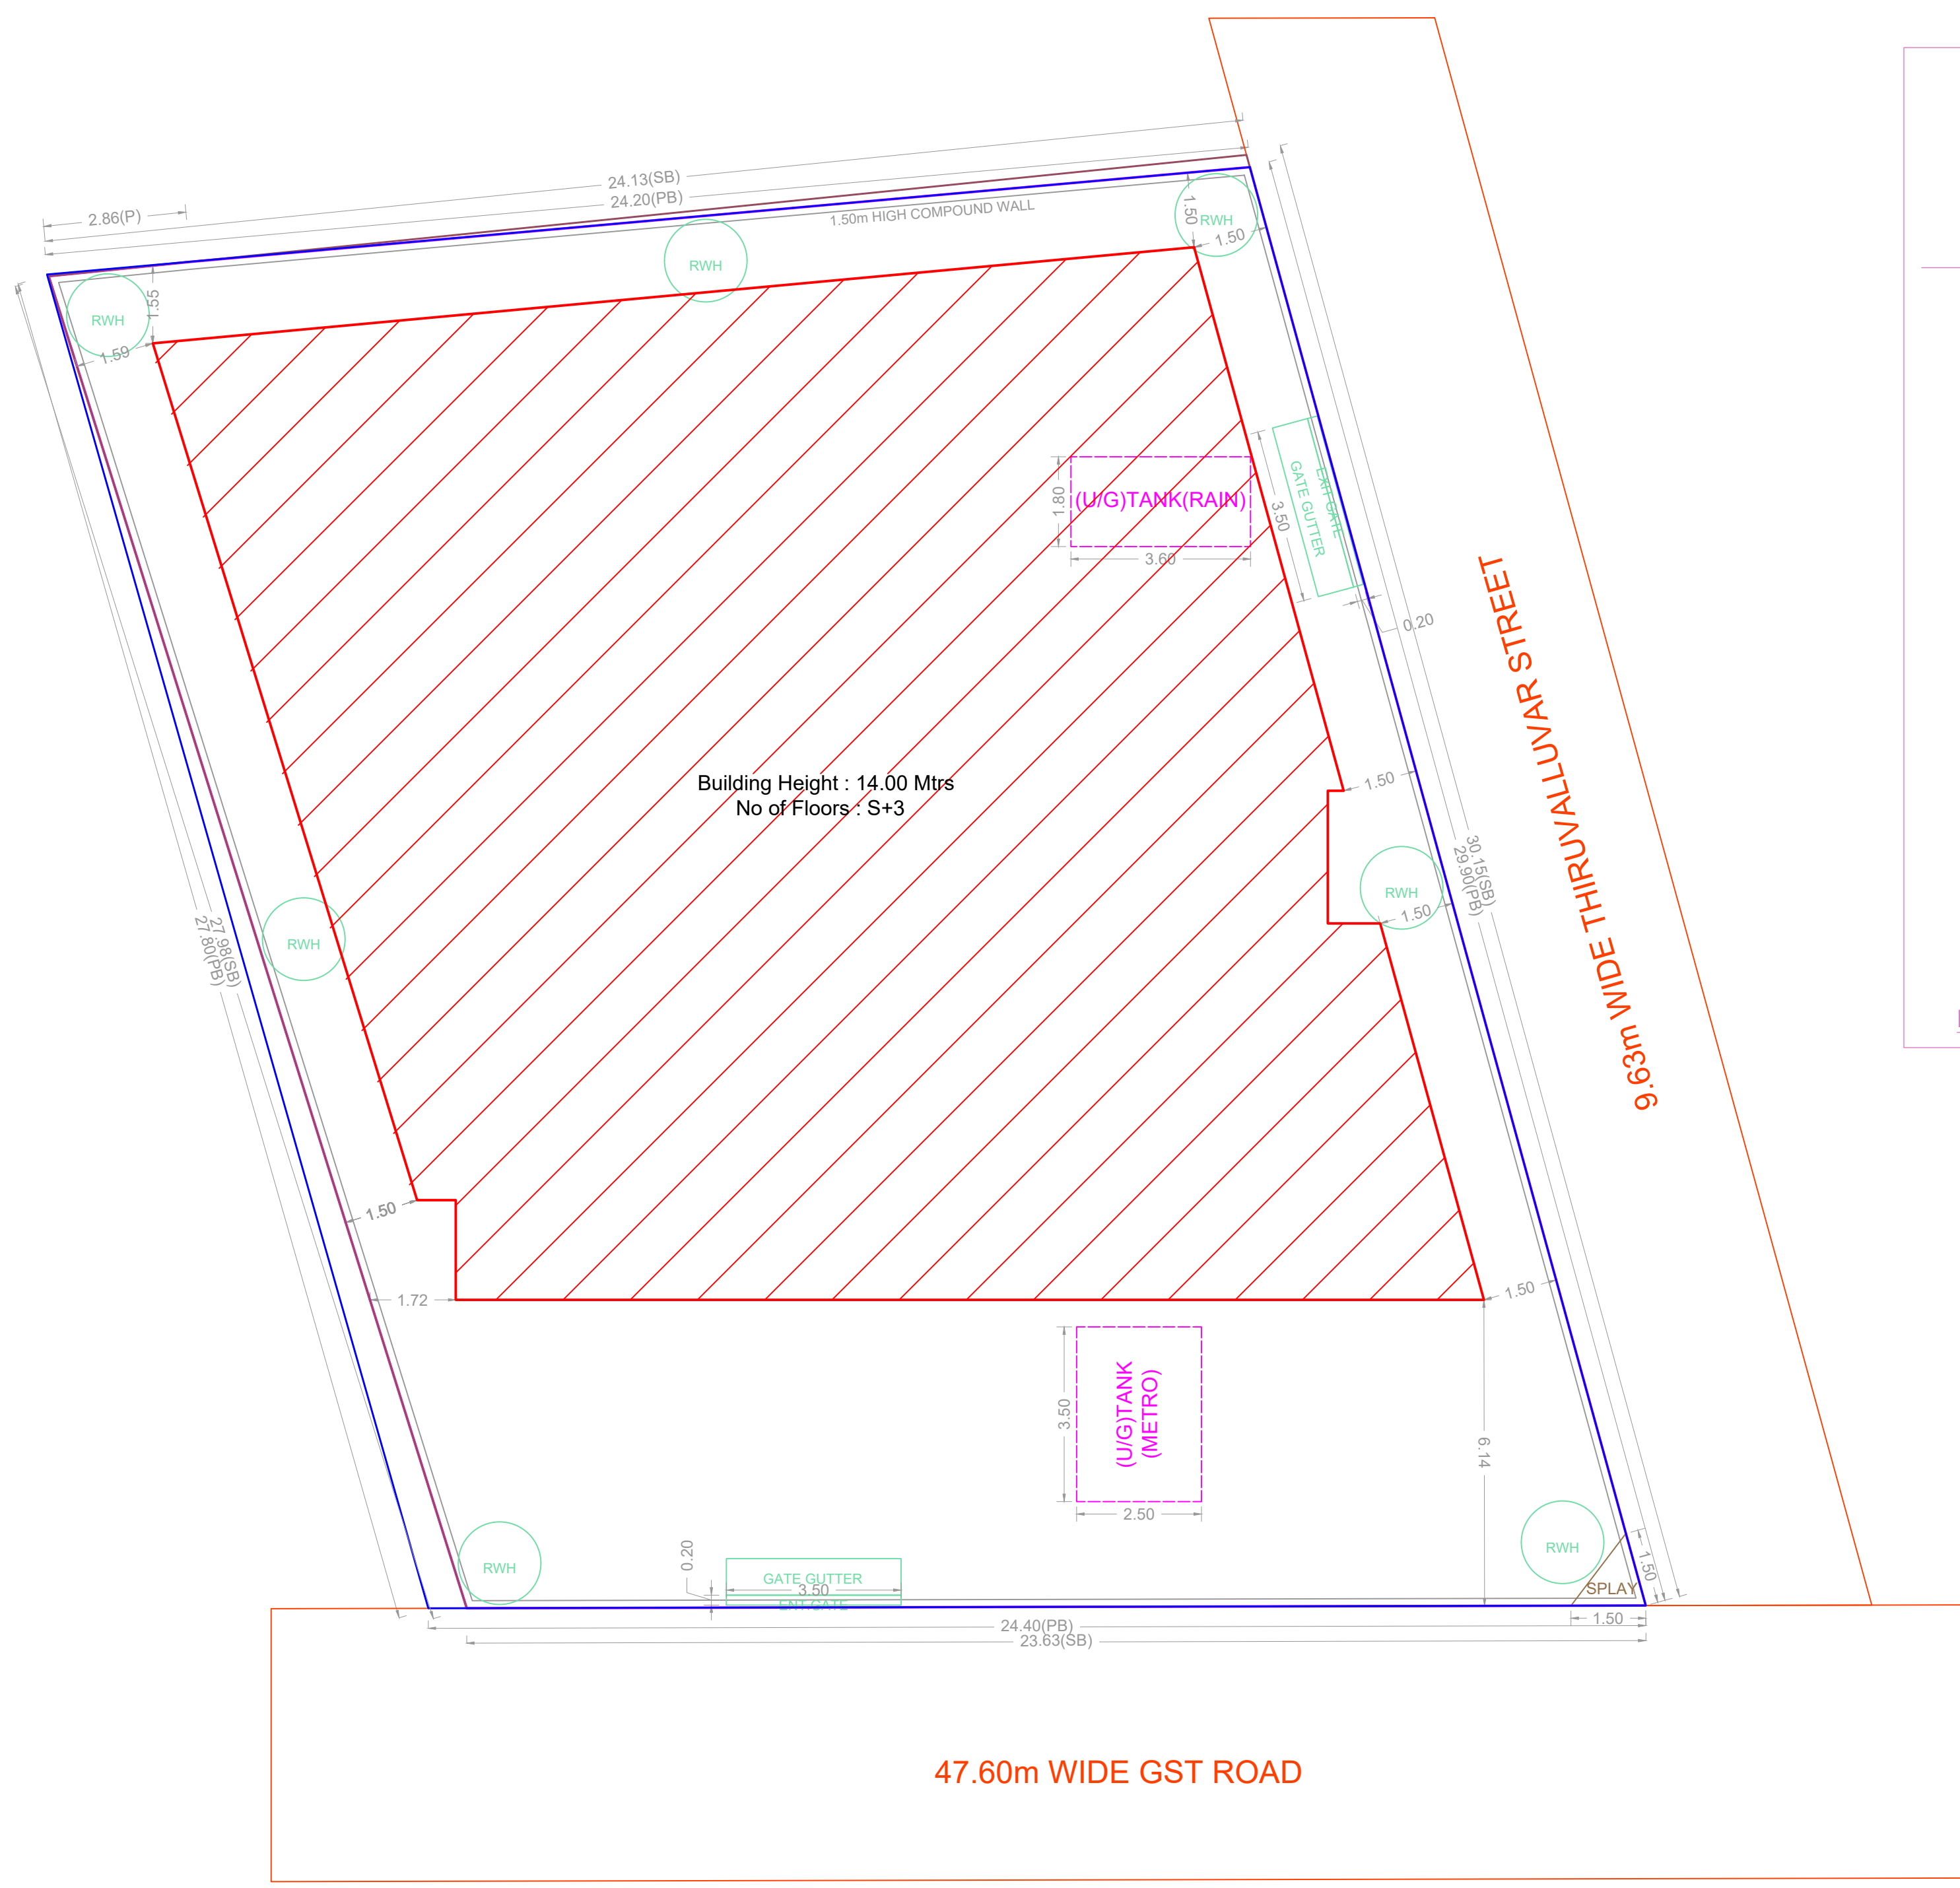 24.13(SB)
24.20(PB)
2.86(P)
1.50m HIGH COMPOUND WALL
1.50
RWH
1.50
RWH
1.55
RWH
1.59
1.80
(U/G)TANK(RAIN)
3.60
3.50
GATE GUTTER
EXIT GATE
0.20
9.63m WIDE THIRUVALLUVAR STREET
Building Height : 14.00 Mtrs
No of Floors : S+3
1.50
30.15(SB)
29.90(PB)
RWH
1.50
27.98(SB)
27.80(PB)
RWH
1.50
1.72
1.50
3.50
(U/G)TANK
(METRO)
2.50
6.14
RWH
0.20
GATE GUTTER
3.50
ENT.GATE
RWH
1.50
SPLAY
1.50
24.40(PB)
23.63(SB)
47.60m WIDE GST ROAD